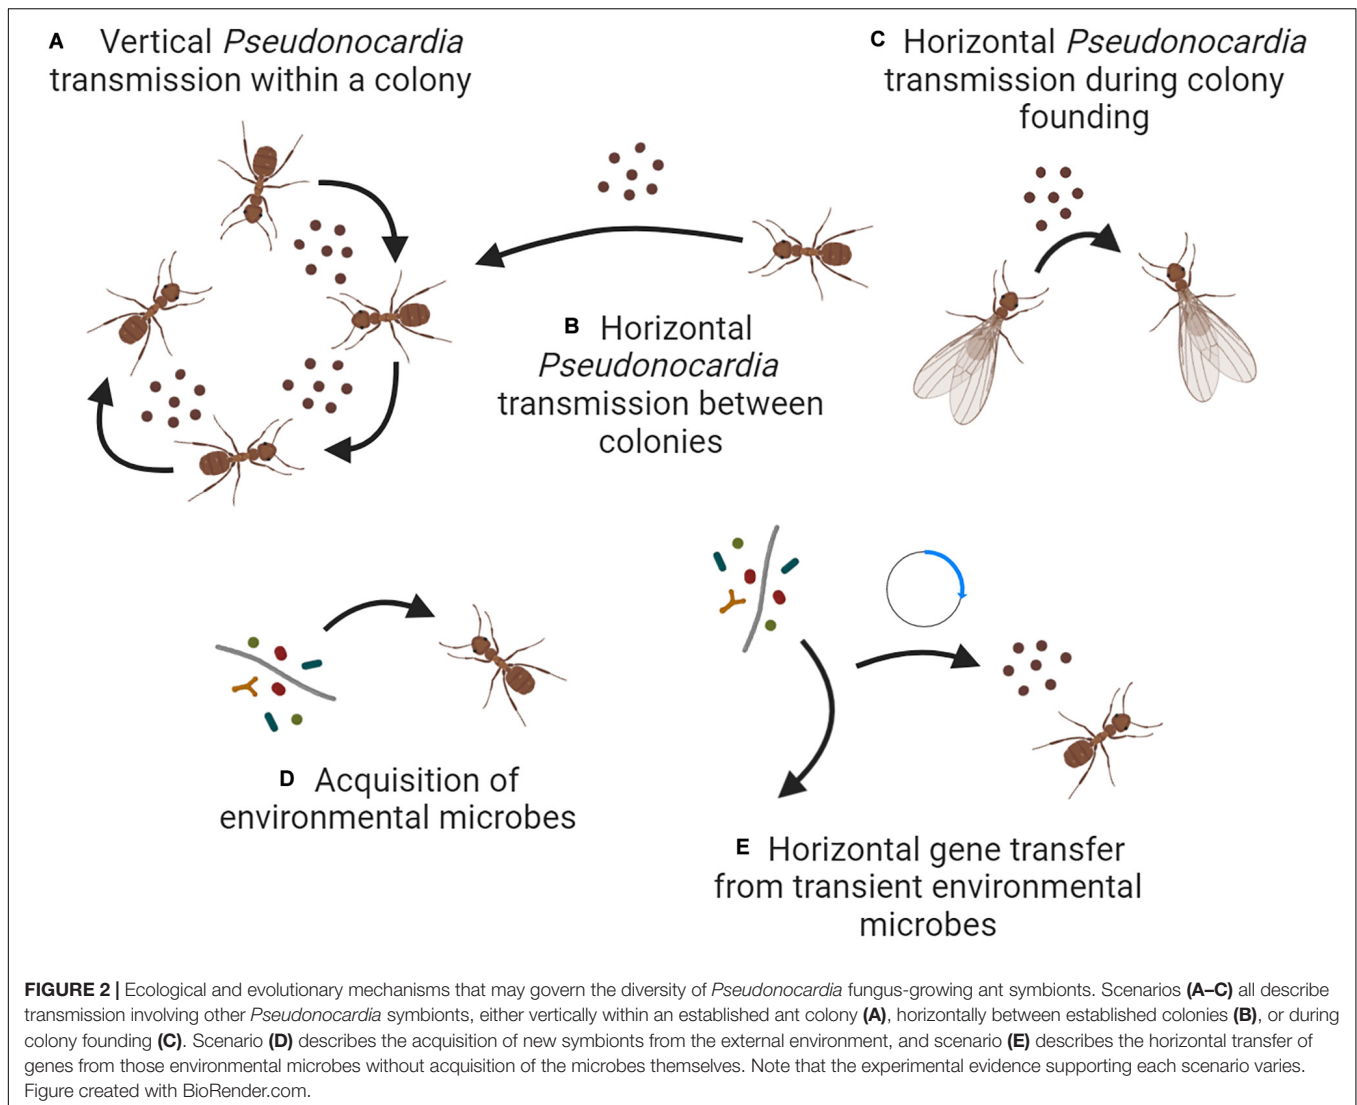 A Vertical Pseudonocardia
transmission within a colony
C Horizontal Pseudonocardia
transmission during colony
founding
B Horizontal
Pseudonocardia
transmission between
colonies
D Acquisition of
environmental microbes
E Horizontal gene transfer
from transient environmental
microbes
FIGURE 2 | Ecological and evolutionary mechanisms that may govern the diversity of Pseudonocardia fungus-growing ant symbionts. Scenarios (A–C) all describe
transmission involving other Pseudonocardia symbionts, either vertically within an established ant colony (A), horizontally between established colonies (B), or during
colony founding (C). Scenario (D) describes the acquisition of new symbionts from the external environment, and scenario (E) describes the horizontal transfer of
genes from those environmental microbes without acquisition of the microbes themselves. Note that the experimental evidence supporting each scenario varies.
Figure created with BioRender.com.